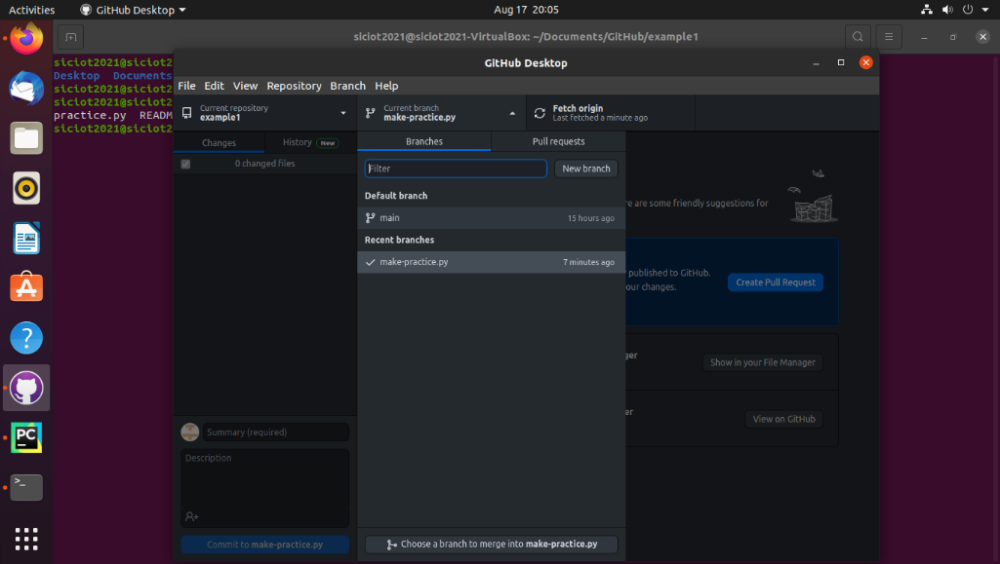 Activities
GitHub Desktop
Aug 17 20:05
siciot2021@siciot2021-VirtualBox: ~/Documents/GitHub/example1
siciot2021@siciot2
Desktop Documents
siciot2021@siciot2
siciot2021@siciot2
practice.py READM
siciot2021@siciot2
GitHub Desktop
File Edit View Repository Branch Help
Current repository
example1
Current branch
make-practice.py
Fetch origin
Last fetched a minute ago
Changes
History New
Branches
Pull requests
0 changed files
Filter
New branch
Default branch
main
15 hours ago
Recent branches
make-practice.py
7 minutes ago
re are some friendly suggestions for
published to GitHub.
our changes.
Create Pull Request
ger
Show in your File Manager
er
View on GitHub
Summary (required)
Description
Commit to make-practice.py
Choose a branch to merge into make-practice.py
PC
>_
?